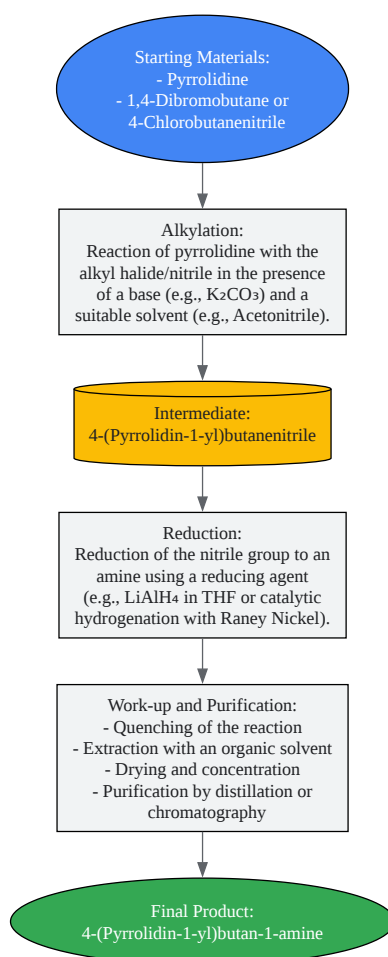 Starting Materials:
- Pyrrolidine
- 1,4-Dibromobutane or
4-Chlorobutanenitrile
Alkylation:
Reaction of pyrrolidine with the
alkyl halide/nitrile in the presence
of a base (e.g., K₂CO₃) and a
suitable solvent (e.g., Acetonitrile).
Intermediate:
4-(Pyrrolidin-1-yl)butanenitrile
Reduction:
Reduction of the nitrile group to an
amine using a reducing agent
(e.g., LiAlH₄ in THF or catalytic
hydrogenation with Raney Nickel).
Work-up and Purification:
- Quenching of the reaction
- Extraction with an organic solvent
- Drying and concentration
- Purification by distillation or
chromatography
Final Product:
4-(Pyrrolidin-1-yl)butan-1-amine